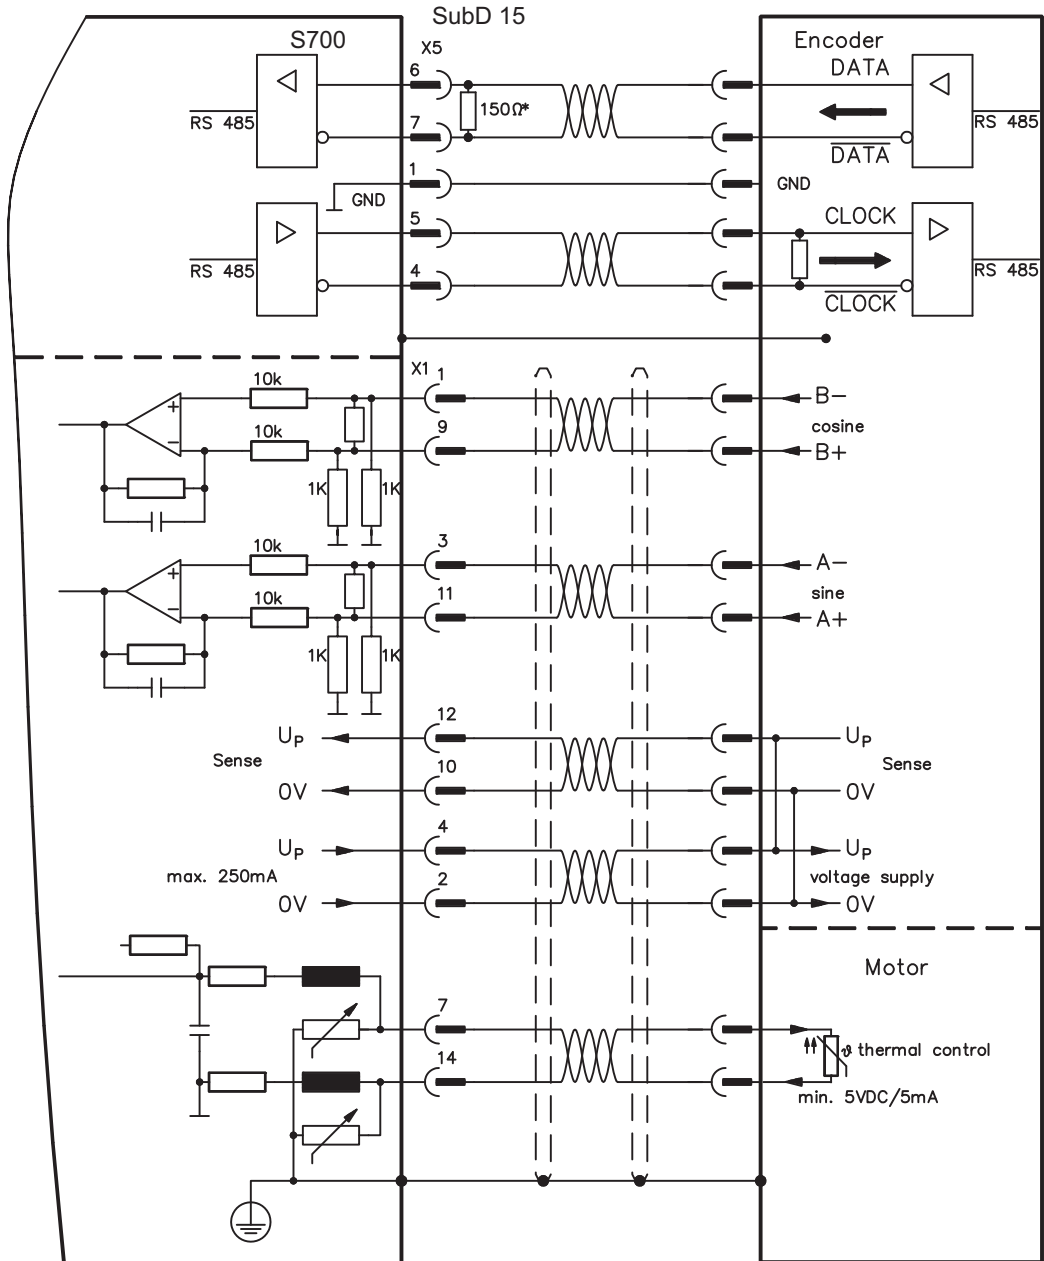 SubD 15
S700
X5
Encoder
6
DATA
RS 485
150Ω*
RS 485
7
DATA
1
GND
GND
5
CLOCK
RS 485
4
RS 485
CLOCK
X1
1
10k
B-
+
cosine
10k
9
-
B+
1K
1K
3
10k
A-
+
sine
10k
11
-
A+
1K
1K
12
UP
UP
Sense
Sense
10
0V
0V
4
UP
UP
max. 250mA
voltage supply
2
0V
0V
Motor
7
ϑ thermal control
14
min. 5VDC/5mA